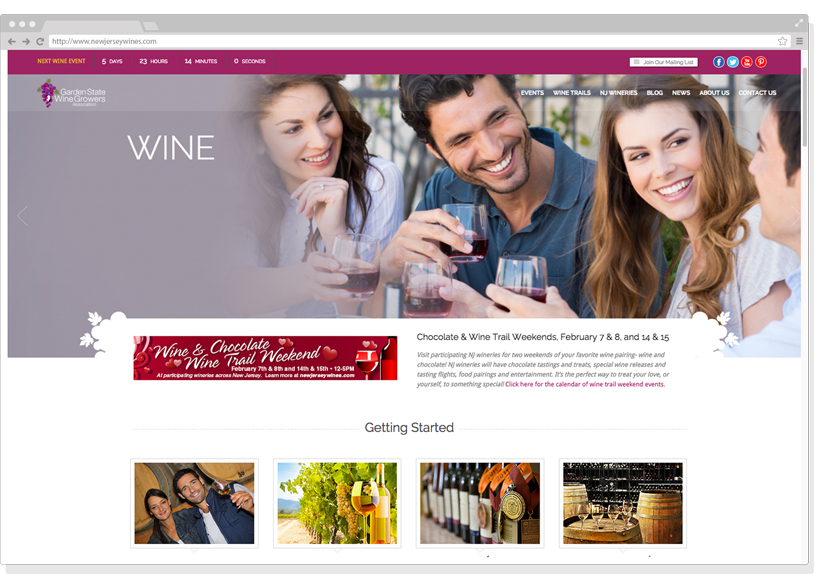 http://www.newjerseywines.com
NEXT WINE EVENT 5 DAYS 23 HOURS 14 MINUTES 0 SECONDS
Join Our Mailing List
Garden State
Wine Growers
EVENTS WINE TRAILS NJ WINERIES BLOG NEWS ABOUT US CONTACT US
WINE
Wine & Chocolate
Wine Trail Weekend
February 7th & 8th and 14th & 15th • 12-5PM
At participating wineries across New Jersey. Learn more at newjerseywines.com
Chocolate & Wine Trail Weekends, February 7 & 8, and 14 & 15
Visit participating NJ wineries for two weekends of your favorite wine pairing- wine and
chocolate! NJ wineries will have chocolate tastings and treats, special wine releases and
tasting flights, food pairings and entertainment. It's the perfect way to treat your love, or
yourself, to something special! Click here for the calendar of wine trail weekend events.
Getting Started